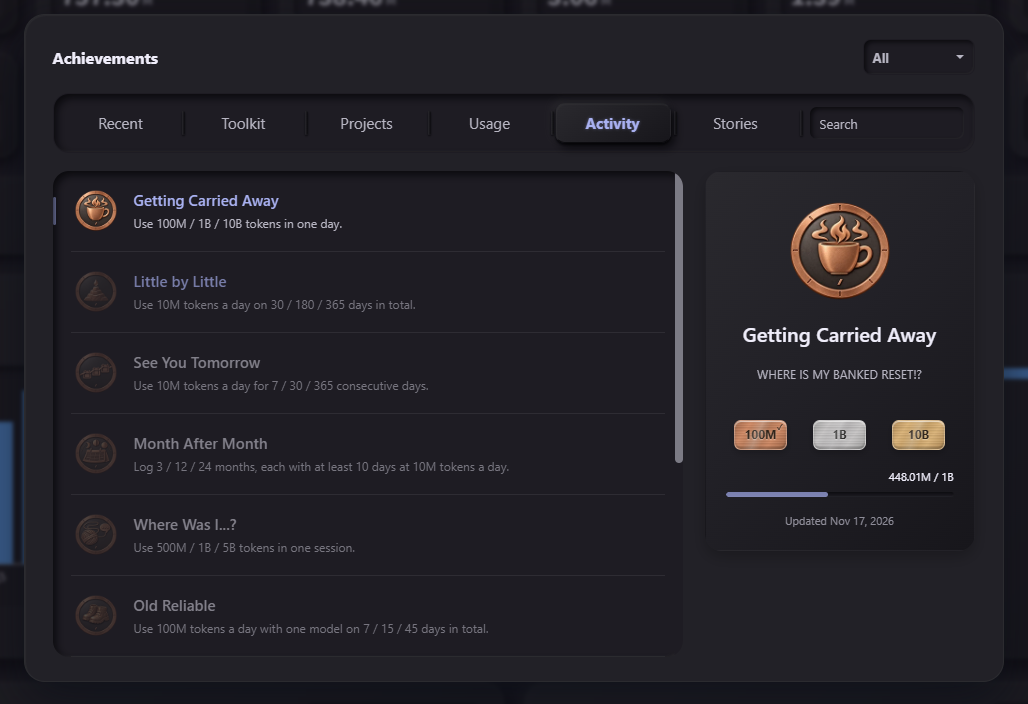 Achievements
All
Recent
Toolkit
Projects
Usage
Activity
Stories
Search
Getting Carried Away
Use 100M / 1B / 10B tokens in one day.
Little by Little
Use 10M tokens a day on 30 / 180 / 365 days in total.
See You Tomorrow
Use 10M tokens a day for 7 / 30 / 365 consecutive days.
Month After Month
Log 3 / 12 / 24 months, each with at least 10 days at 10M tokens a day.
Where Was I...?
Use 500M / 1B / 5B tokens in one session.
Old Reliable
Use 100M tokens a day with one model on 7 / 15 / 45 days in total.
Getting Carried Away
WHERE IS MY BANKED RESET!?
100M✓
1B
10B
448.01M / 1B
Updated Nov 17, 2026